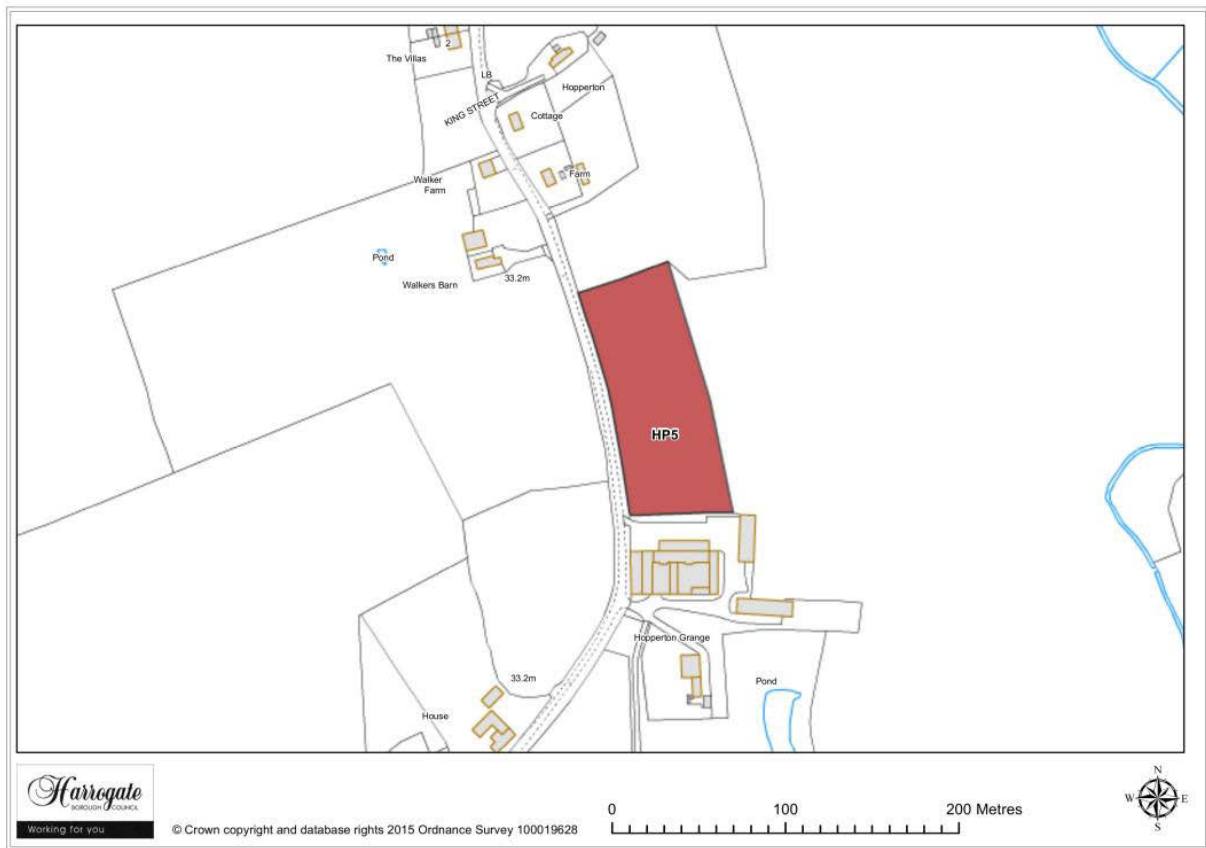 2
The Villas
LB
Hopperton
KING STREET
Cottage
Walker
Farm
Farm
Pond
33.2m
Walkers Barn
HP5
Hopperton Grange
33.2m
Pond
House
Harrogate
BOROUGH COUNCIL
Working for you
© Crown copyright and database rights 2015 Ordnance Survey 100019628
0 100 200 Metres
N
W E
S